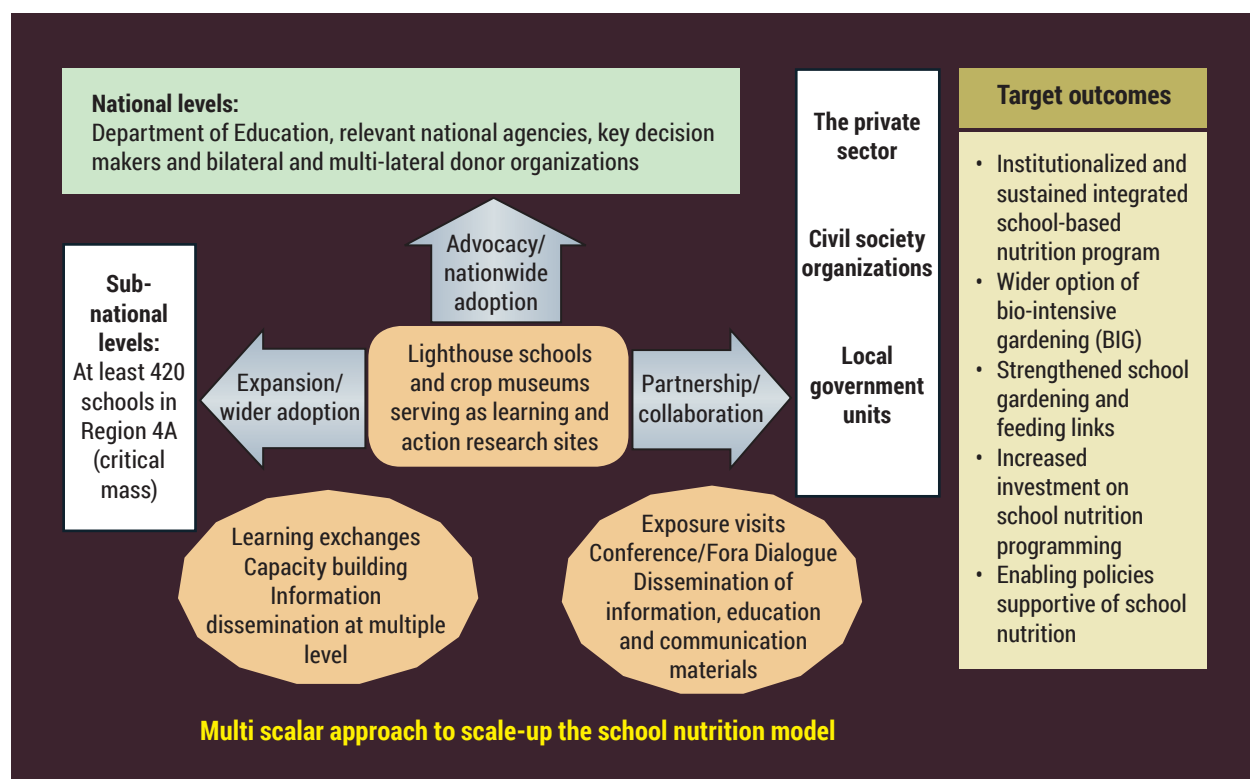 National levels:
Department of Education, relevant national agencies, key decision
makers and bilateral and multi-lateral donor organizations
Sub-
national
levels:
At least 420
schools in
Region 4A
(critical
mass)
Advocacy/
nationwide
adoption
Expansion/
wider adoption
Lighthouse schools
and crop museums
serving as learning and
action research sites
Partnership/
collaboration
The private
sector
Civil society
organizations
Local
government
units
Learning exchanges
Capacity building
Information
dissemination at multiple
level
Exposure visits
Conference/Fora Dialogue
Dissemination of
information, education
and communication
materials
Target outcomes
• Institutionalized and
sustained integrated
school-based
nutrition program
• Wider option of
bio-intensive
gardening (BIG)
• Strengthened school
gardening and
feeding links
• Increased
investment on
school nutrition
programming
• Enabling policies
supportive of school
nutrition
Multi scalar approach to scale-up the school nutrition model